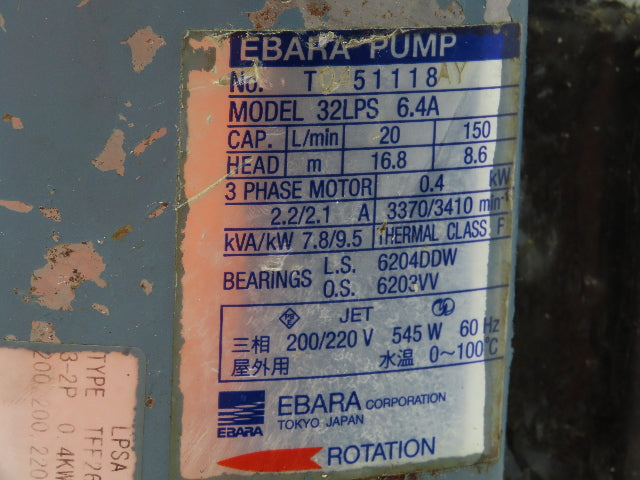 EBARA PUMP
No. T 51118AY
MODEL 32LPS 6.4A
CAP. L/min 20 150
HEAD m 16.8 8.6
3 PHASE MOTOR 0.4 kW
2.2/2.1 A 3370/3410 min⁻¹
kVA/kW 7.8/9.5 THERMAL CLASS F
BEARINGS L.S. 6204DDW
O.S. 6203VV
JET
三相 200/220 V 545 W 60 Hz
屋外用 水温 0~100℃
EBARA EBARA CORPORATION
TOKYO JAPAN
ROTATION
LPSA
TYPE
3-2P 0.4KW
200, 200, 220